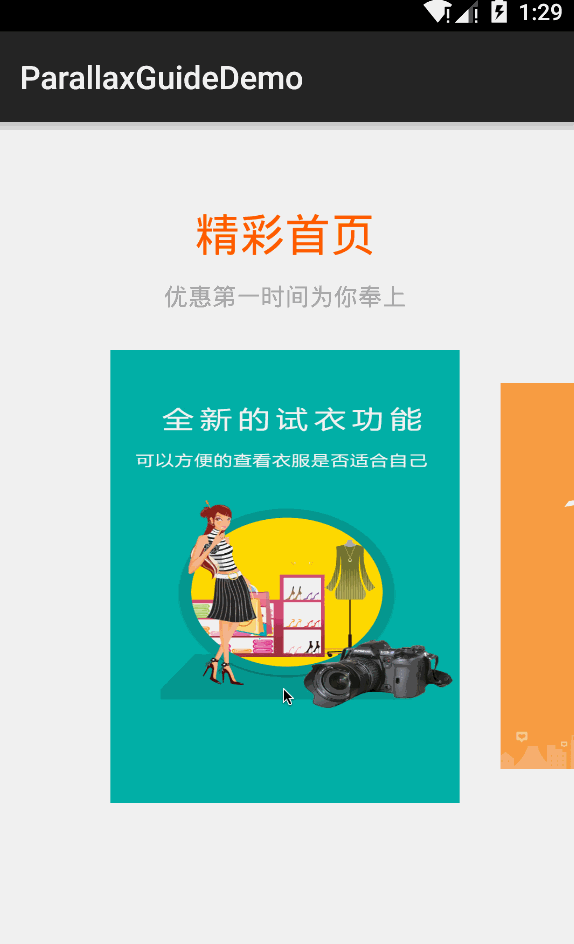 1:29
ParallaxGuideDemo
精彩首页
优惠第一时间为你奉上
全新的试衣功能
可以方便的查看衣服是否适合自己